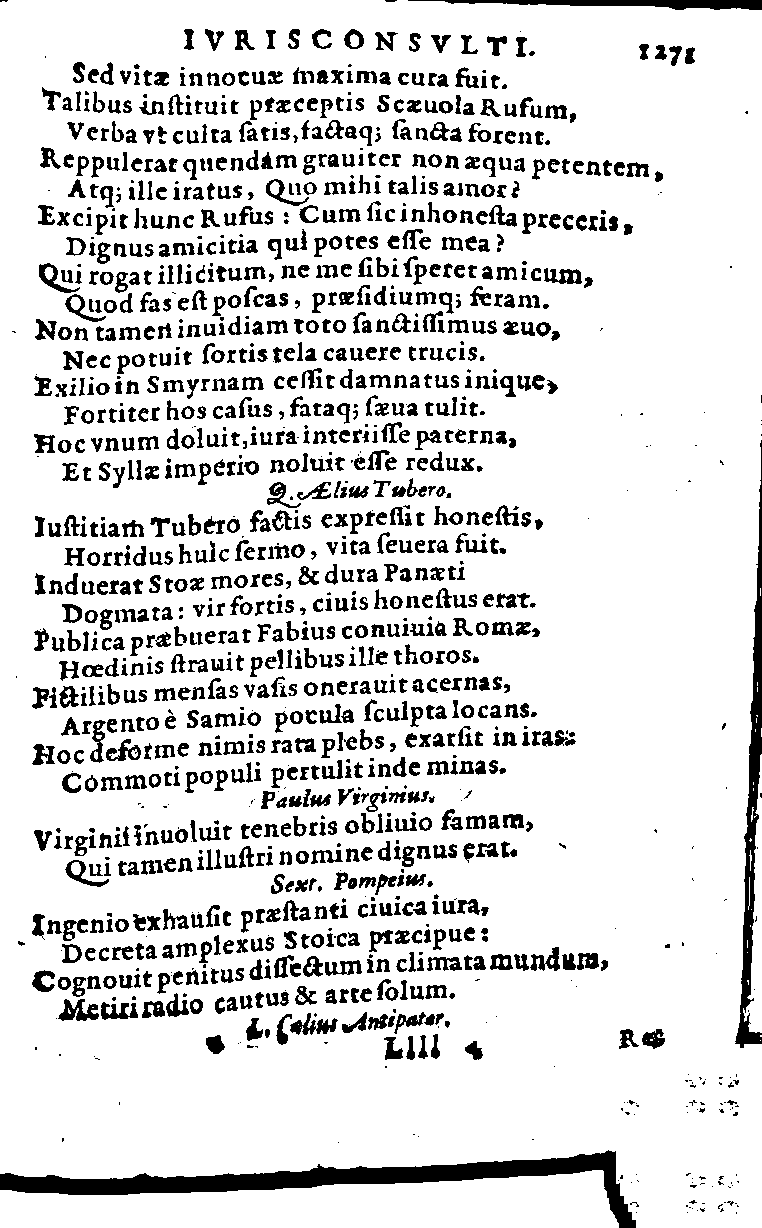 IVRISCONSVLTI. 1271
Sed vitæ innocuæ maxima cura fuit.
Talibus inſtituit præceptis Scæuola Rufum,
Verba vt culta ſatis, factaq; ſancta forent.
Reppulerat quendam grauiter non æqua petentem,
Atq; ille iratus, Quo mihi talis amor?
Excipit hunc Rufus: Cum ſic inhoneſta preceris,
Dignus amicitia qui potes eſſe mea?
Qui rogat illicitum, ne me ſibi ſperet amicum,
Quod fas eſt poſcas, præſidiumq; feram.
Non tamen inuidiam toto ſanctiſſimus æuo,
Nec potuit ſortis tela cauere trucis.
Exilio in Smyrnam ceſſit damnatus inique,
Fortiter hos caſus, fataq; ſæua tulit.
Hoc vnum doluit, iura interiiſſe paterna,
Et Syllæ imperio noluit eſſe redux.
Q. Ælius Tubero.
Iuſtitiam Tubero factis expreſſit honeſtis,
Horridus huic ſermo, vita ſeuera fuit.
Induerat Stoæ mores, & dura Panæti
Dogmata: vir fortis, ciuis honeſtus erat.
Publica præbuerat Fabius conuiuia Romæ,
Hœdinis ſtrauit pellibus ille thoros.
Fictilibus menſas vaſis onerauit acernas,
Argento è Samio pocula ſculpta locans.
Hoc deforme nimis rata plebs, exarſit in iras:
Commoti populi pertulit inde minas.
Paulus Virginius.
Virginii inuoluit tenebris obliuio famam,
Qui tamen illuſtri nomine dignus erat.
Sext. Pompeius.
Ingenio exhauſit præſtanti ciuica iura,
Decreta amplexus Stoica præcipue:
Cognouit penitus diſſectum in climata mundum,
Metiri radio cautus & arte ſolum.
L. Cælius Antipater.
Llll 4